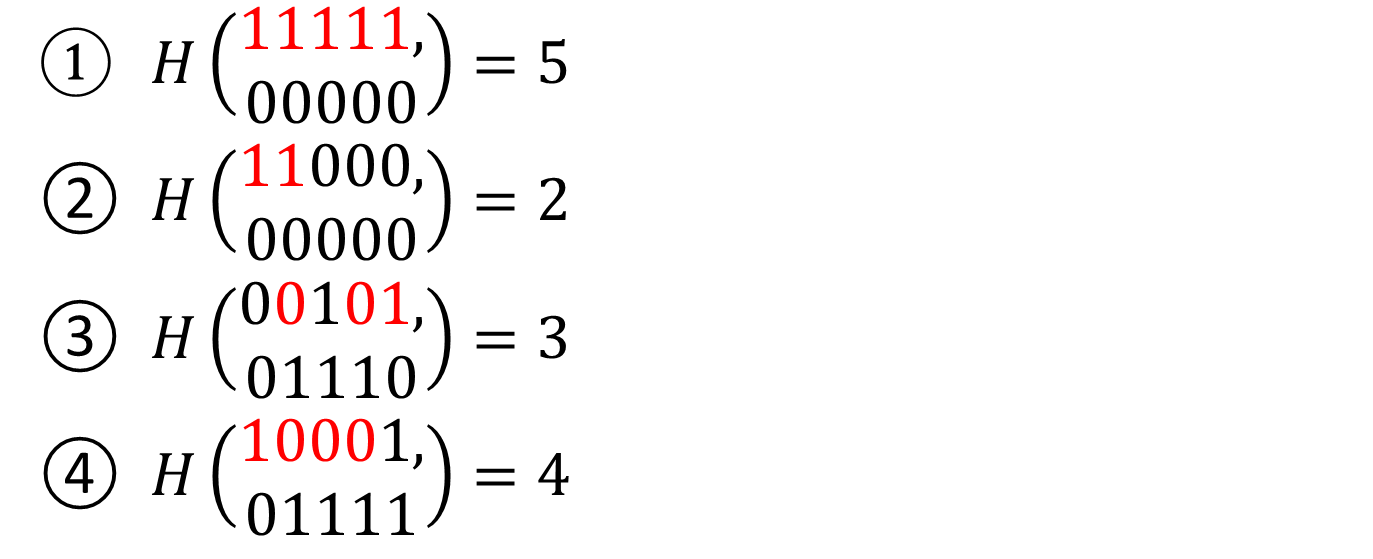 ① H(11111, 00000) = 5
② H(11000, 00000) = 2
③ H(00101, 01110) = 3
④ H(10001, 01111) = 4